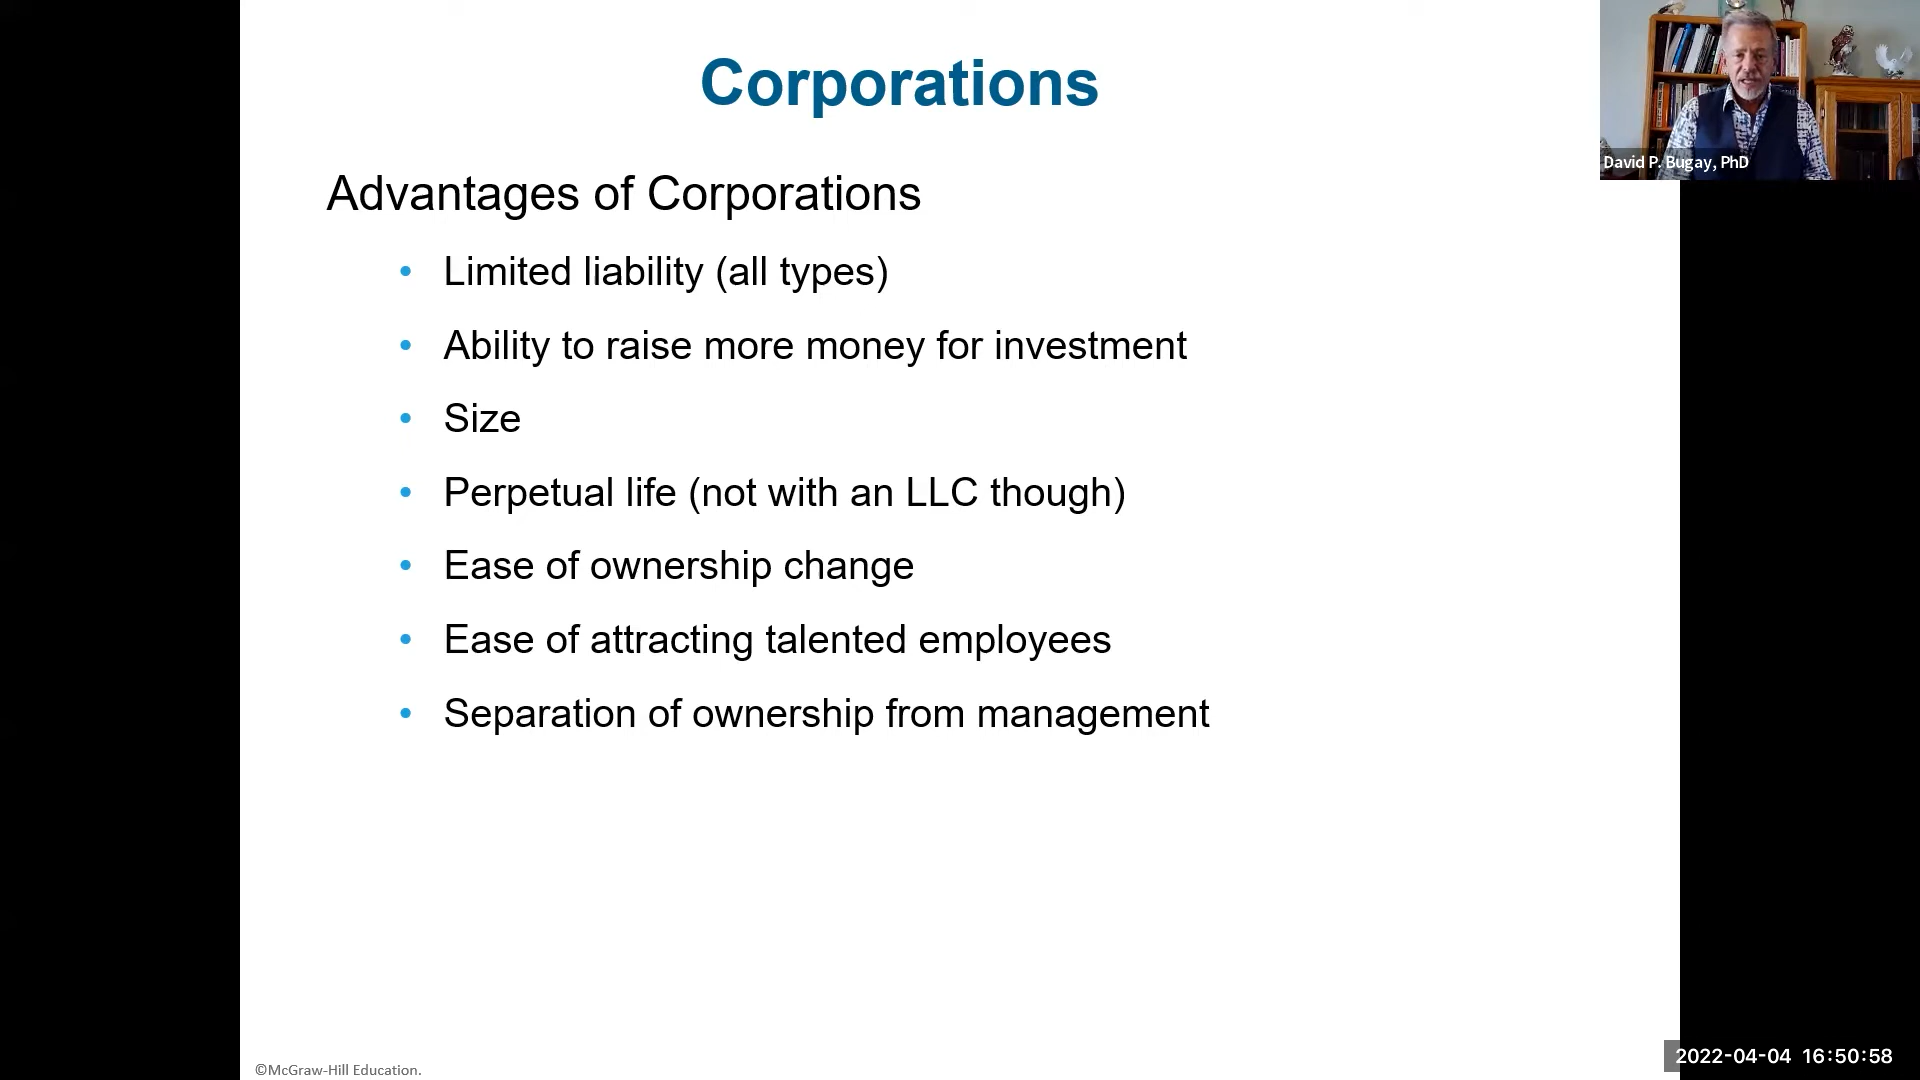 Corporations
David P. Bugay, PhD
Advantages of Corporations
• Limited liability (all types)
• Ability to raise more money for investment
• Size
• Perpetual life (not with an LLC though)
• Ease of ownership change
• Ease of attracting talented employees
• Separation of ownership from management
©McGraw-Hill Education.
2022-04-04 16:50:58